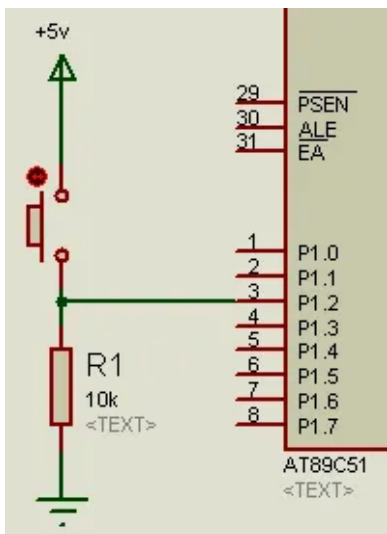 +5v
29 PSEN
30 ALE
31 EA
1 P1.0
2 P1.1
3 P1.2
4 P1.3
5 P1.4
6 P1.5
7 P1.6
8 P1.7
R1
10k
<TEXT>
AT89C51
<TEXT>